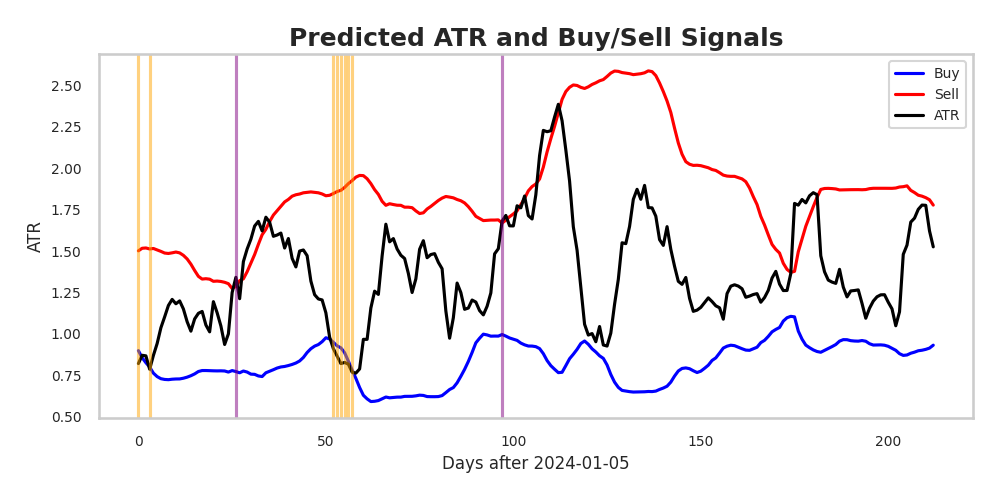 Predicted ATR and Buy/Sell Signals
Buy
Sell
ATR
2.50
2.25
2.00
1.75
1.50
1.25
1.00
0.75
0.50
ATR
0 50 100 150 200
Days after 2024-01-05